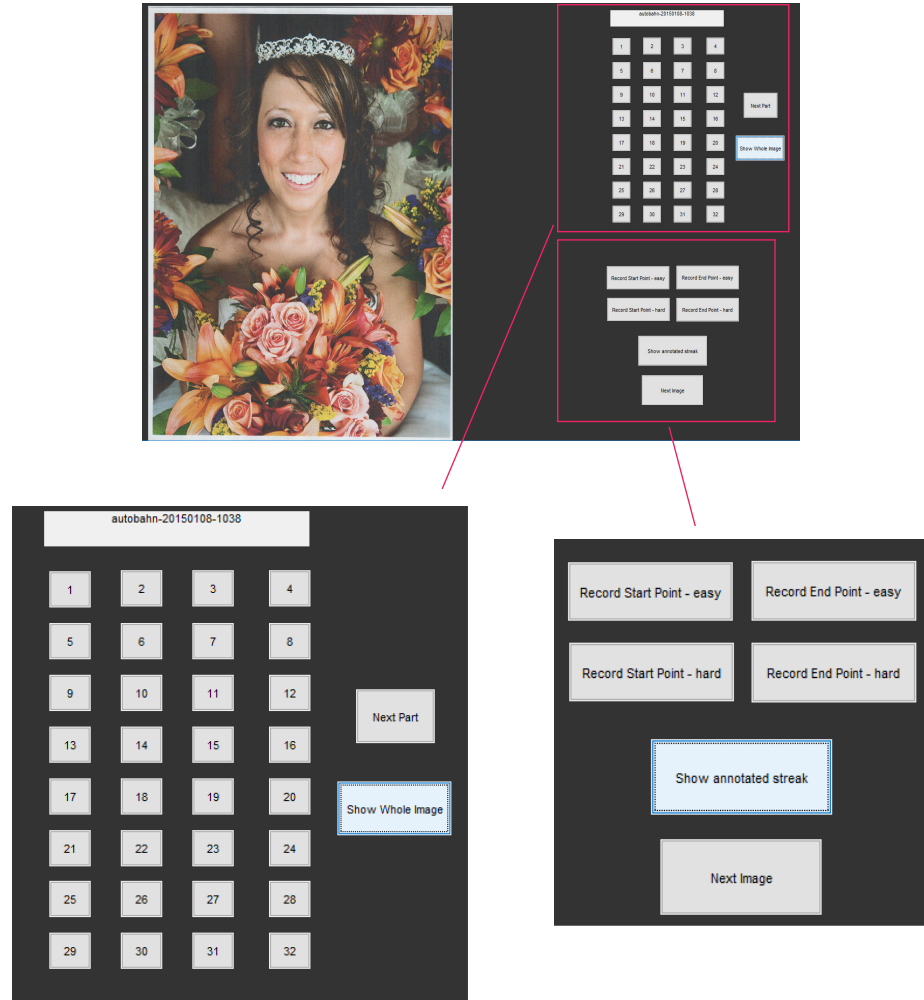 autobahn-20150108-1038
1 2 3 4
5 6 7 8
9 10 11 12
13 14 15 16
17 18 19 20
21 22 23 24
25 26 27 28
29 30 31 32
Next Part
Show Whole Image
Record Start Point - easy Record End Point - easy
Record Start Point - hard Record End Point - hard
Show annotated streak
Next Image
autobahn-20150108-1038
1 2 3 4
5 6 7 8
9 10 11 12
13 14 15 16
17 18 19 20
21 22 23 24
25 26 27 28
29 30 31 32
Next Part
Show Whole Image
Record Start Point - easy Record End Point - easy
Record Start Point - hard Record End Point - hard
Show annotated streak
Next Image